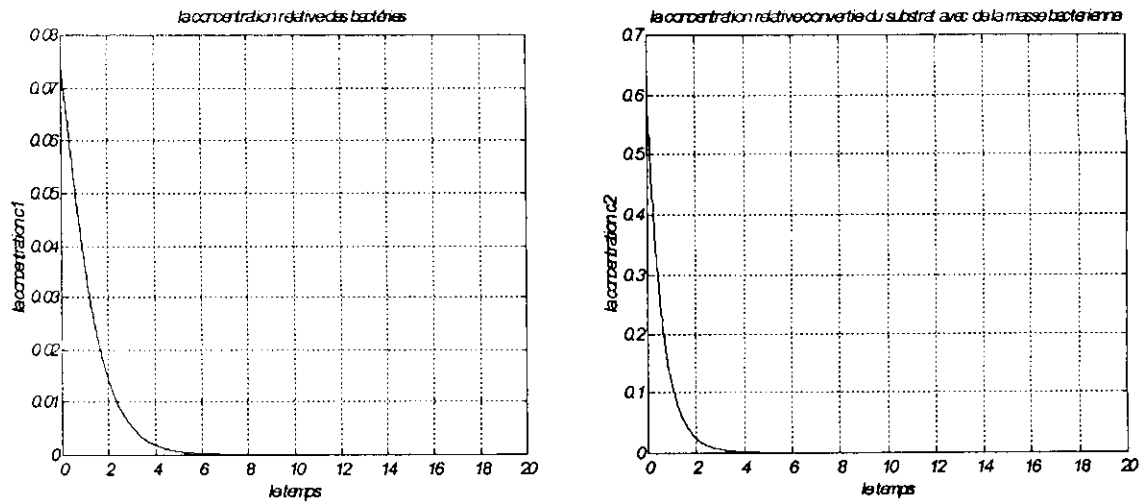 la concentration relative des bactéries
0.08
0.07
0.06
0.05
0.04
0.03
0.02
0.01
0
la concentration c1
0 2 4 6 8 10 12 14 16 18 20
le temps
la concentration relative convertie du substrat avec de la masse bacterienne
0.7
0.6
0.5
0.4
0.3
0.2
0.1
0
la concentration c2
0 2 4 6 8 10 12 14 16 18 20
le temps